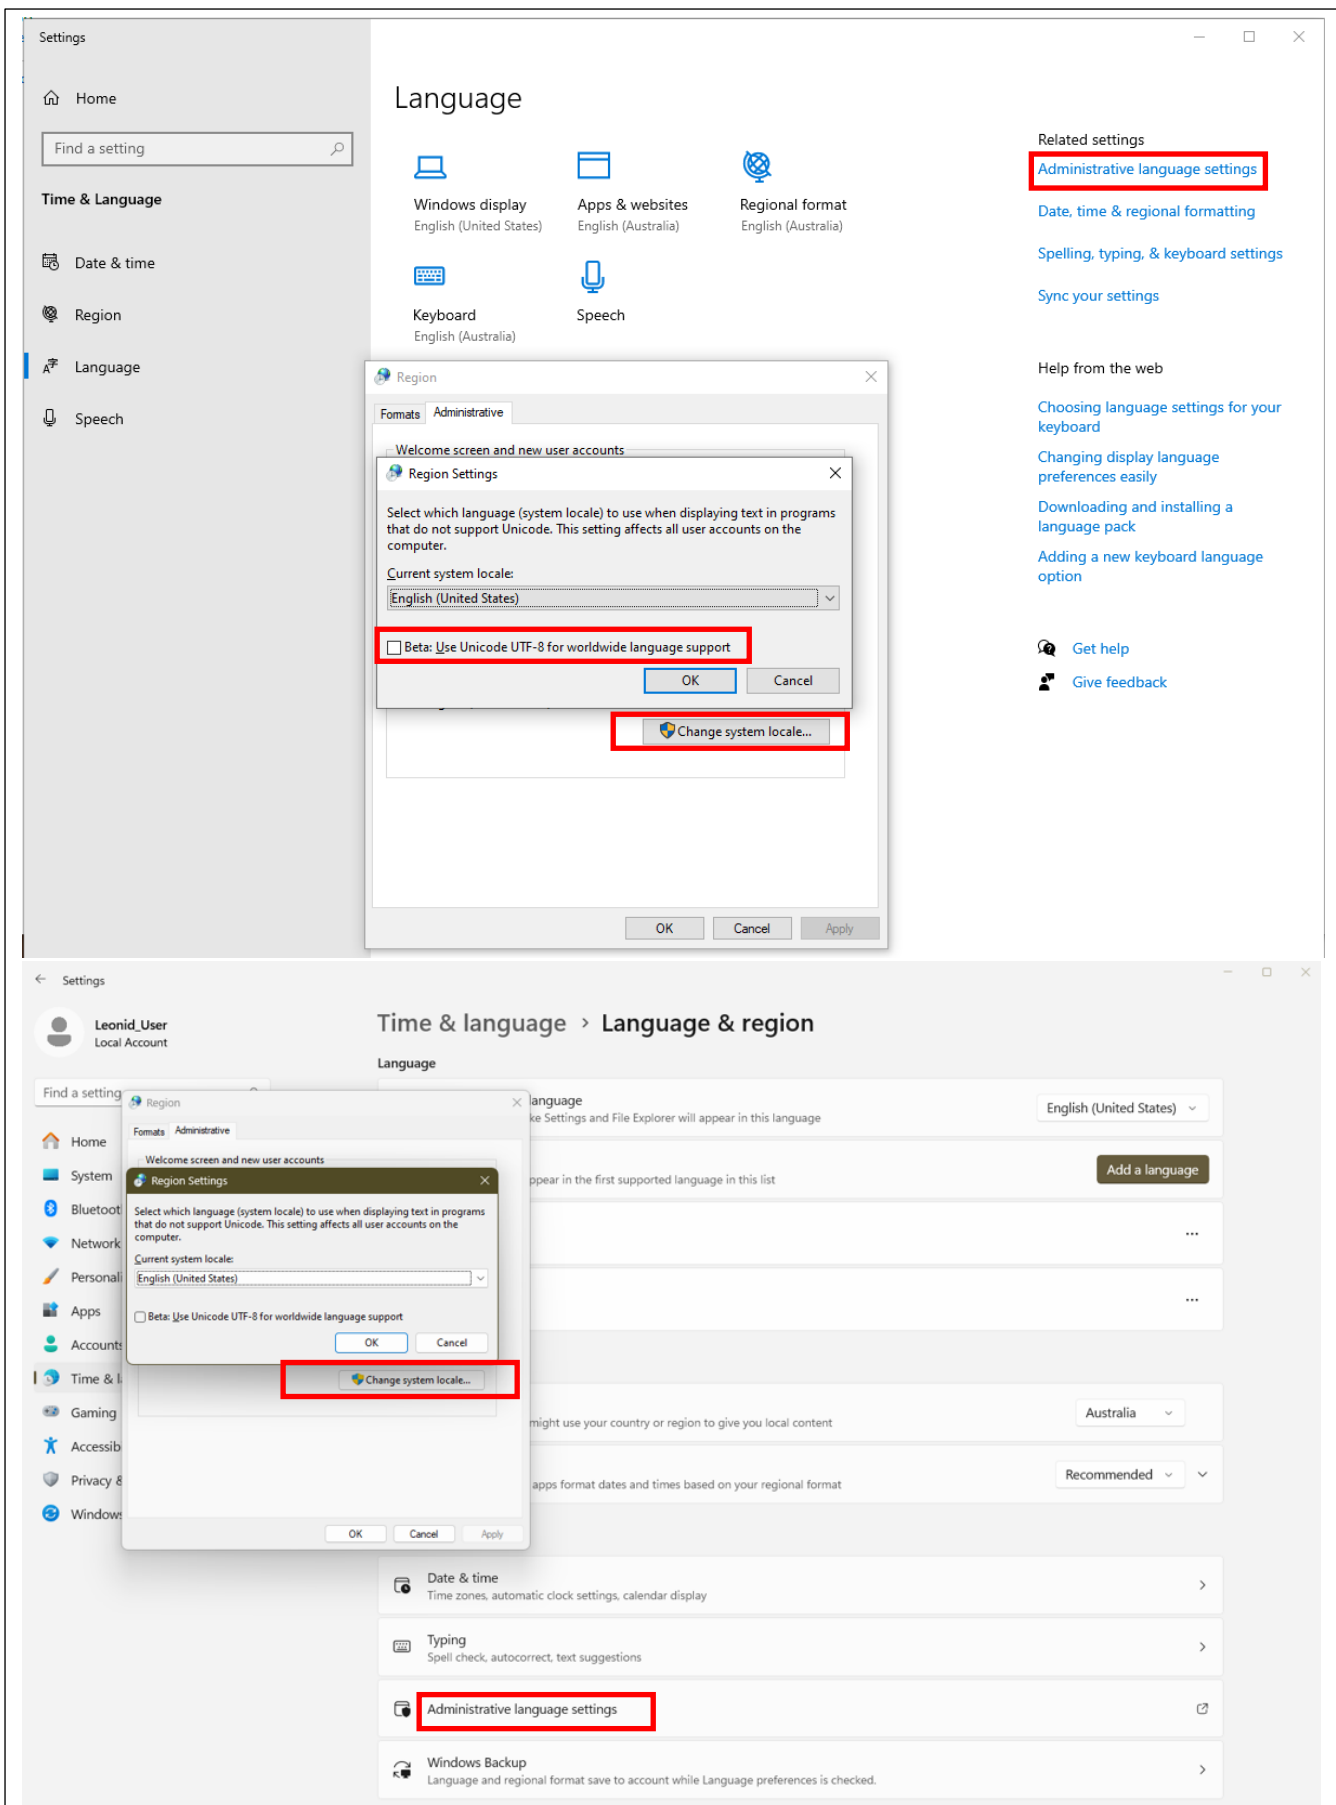 Settings
Home
Find a setting
Time & Language
Date & time
Region
Language
Speech
Language
Windows display
English (United States)
Apps & websites
English (Australia)
Regional format
English (Australia)
Keyboard
English (Australia)
Speech
Related settings
Administrative language settings
Date, time & regional formatting
Spelling, typing, & keyboard settings
Sync your settings
Help from the web
Choosing language settings for your
keyboard
Changing display language
preferences easily
Downloading and installing a
language pack
Adding a new keyboard language
option
Get help
Give feedback
Region
Formats
Administrative
Welcome screen and new user accounts
Region Settings
Select which language (system locale) to use when displaying text in programs
that do not support Unicode. This setting affects all user accounts on the
computer.
Current system locale:
English (United States)
Beta: Use Unicode UTF-8 for worldwide language support
OK
Cancel
Change system locale...
OK
Cancel
Apply
Settings
Leonid_User
Local Account
Find a setting
Home
System
Bluetoot
Network
Personali
Apps
Accounts
Time & l
Gaming
Accessib
Privacy &
Windows
Time & language > Language & region
Language
language
ke Settings and File Explorer will appear in this language
English (United States)
ppear in the first supported language in this list
Add a language
might use your country or region to give you local content
Australia
apps format dates and times based on your regional format
Recommended
Date & time
Time zones, automatic clock settings, calendar display
Typing
Spell check, autocorrect, text suggestions
Administrative language settings
Windows Backup
Language and regional format save to account while Language preferences is checked.
Region
Formats
Administrative
Welcome screen and new user accounts
Region Settings
Select which language (system locale) to use when displaying text in programs
that do not support Unicode. This setting affects all user accounts on the
computer.
Current system locale:
English (United States)
Beta: Use Unicode UTF-8 for worldwide language support
OK
Cancel
Change system locale...
OK
Cancel
Apply